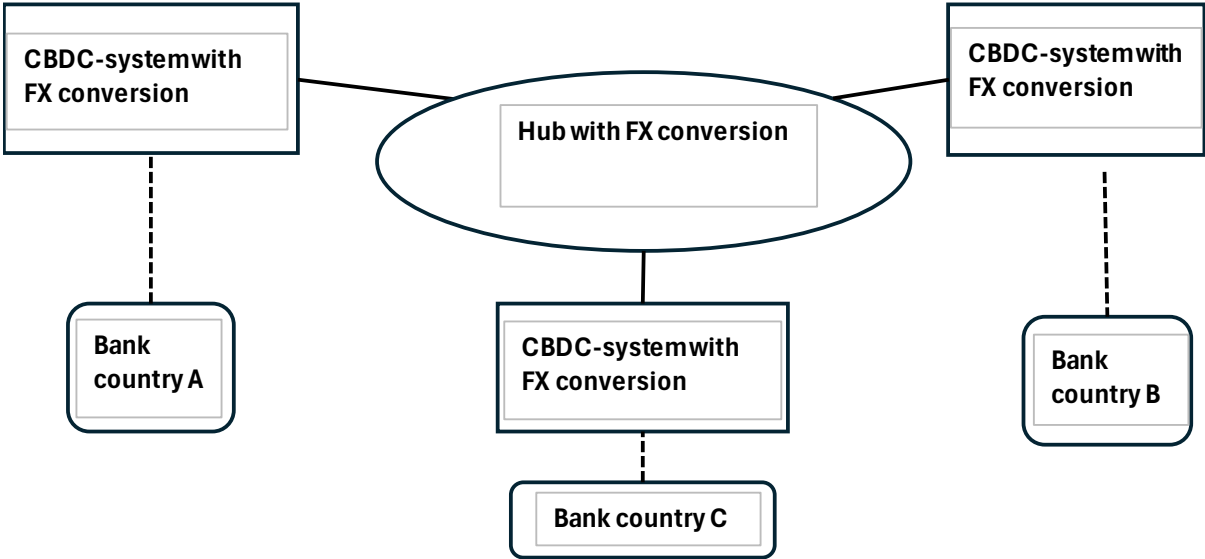 CBDC-systemwith
FX conversion
Hub with FX conversion
CBDC-systemwith
FX conversion
Bank
country A
CBDC-systemwith
FX conversion
Bank
country B
Bank country C